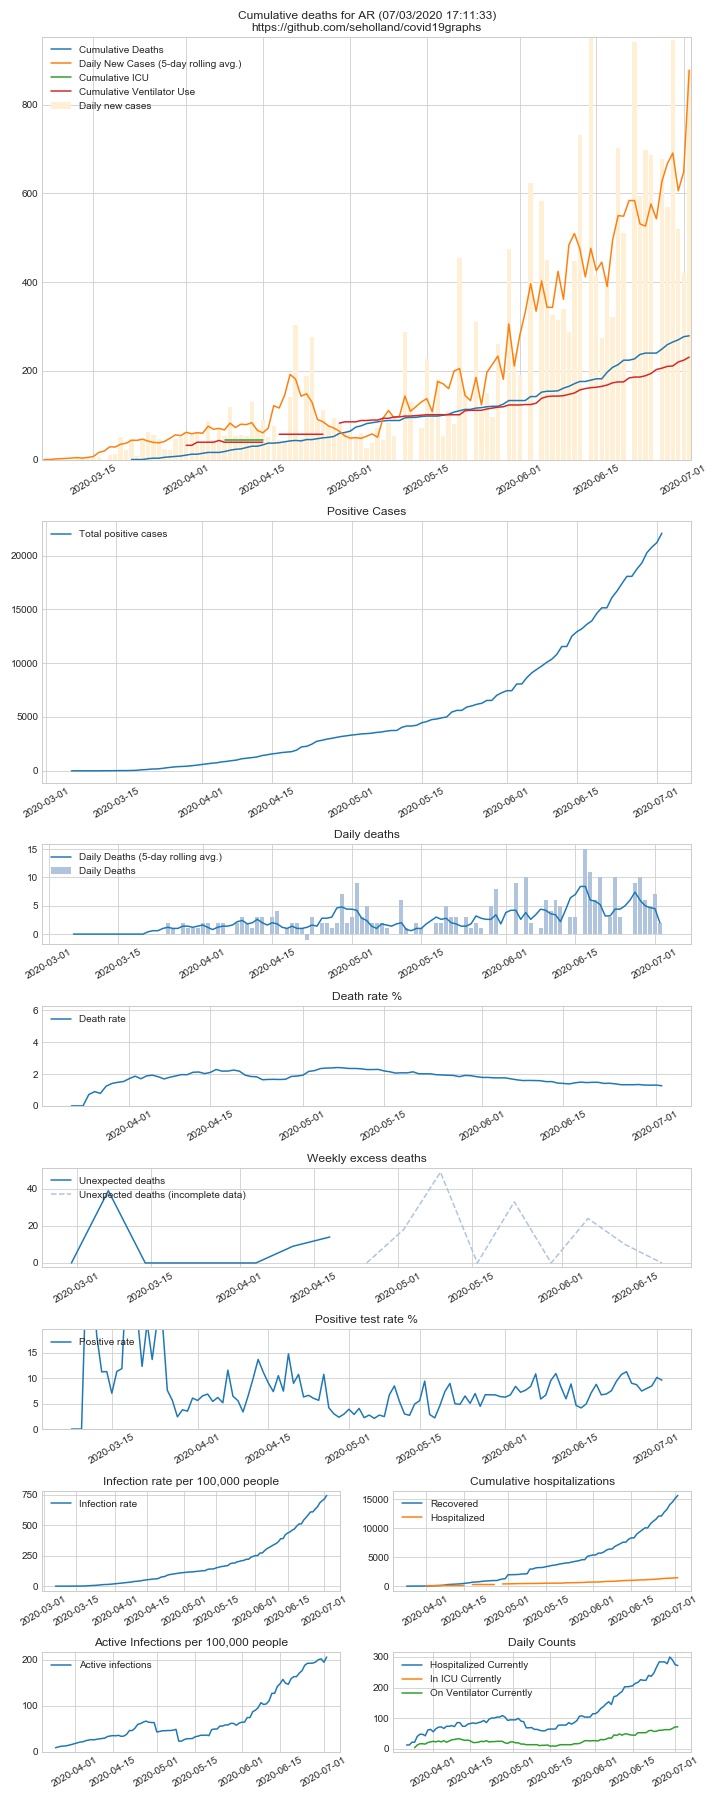 Cumulative deaths for AR (07/03/2020 17:11:33)
https://github.com/seholland/covid19graphs
Cumulative Deaths
Daily New Cases (5-day rolling avg.)
Cumulative ICU
Cumulative Ventilator Use
Daily new cases
800
600
400
200
0
2020-03-15 2020-04-01 2020-04-15 2020-05-01 2020-05-15 2020-06-01 2020-06-15 2020-07-01
Positive Cases
Total positive cases
20000
15000
10000
5000
0
2020-03-01 2020-03-15 2020-04-01 2020-04-15 2020-05-01 2020-05-15 2020-06-01 2020-06-15 2020-07-01
Daily deaths
Daily Deaths (5-day rolling avg.)
Daily Deaths
15
10
5
0
2020-03-01 2020-03-15 2020-04-01 2020-04-15 2020-05-01 2020-05-15 2020-06-01 2020-06-15 2020-07-01
Death rate %
Death rate
6
4
2
0
2020-04-01 2020-04-15 2020-05-01 2020-05-15 2020-06-01 2020-06-15 2020-07-01
Weekly excess deaths
Unexpected deaths
Unexpected deaths (incomplete data)
40
20
0
2020-03-01 2020-03-15 2020-04-01 2020-04-15 2020-05-01 2020-05-15 2020-06-01 2020-06-15
Positive test rate %
Positive rate
15
10
5
0
2020-03-15 2020-04-01 2020-04-15 2020-05-01 2020-05-15 2020-06-01 2020-06-15 2020-07-01
Infection rate per 100,000 people
Infection rate
750
500
250
0
2020-03-01 2020-03-15 2020-04-01 2020-04-15 2020-05-01 2020-05-15 2020-06-01 2020-06-15 2020-07-01
Cumulative hospitalizations
Recovered
Hospitalized
15000
10000
5000
0
2020-04-01 2020-04-15 2020-05-01 2020-05-15 2020-06-01 2020-06-15 2020-07-01
Active Infections per 100,000 people
Active infections
200
100
0
2020-04-01 2020-04-15 2020-05-01 2020-05-15 2020-06-01 2020-06-15 2020-07-01
Daily Counts
Hospitalized Currently
In ICU Currently
On Ventilator Currently
300
200
100
0
2020-04-01 2020-04-15 2020-05-01 2020-05-15 2020-06-01 2020-06-15 2020-07-01